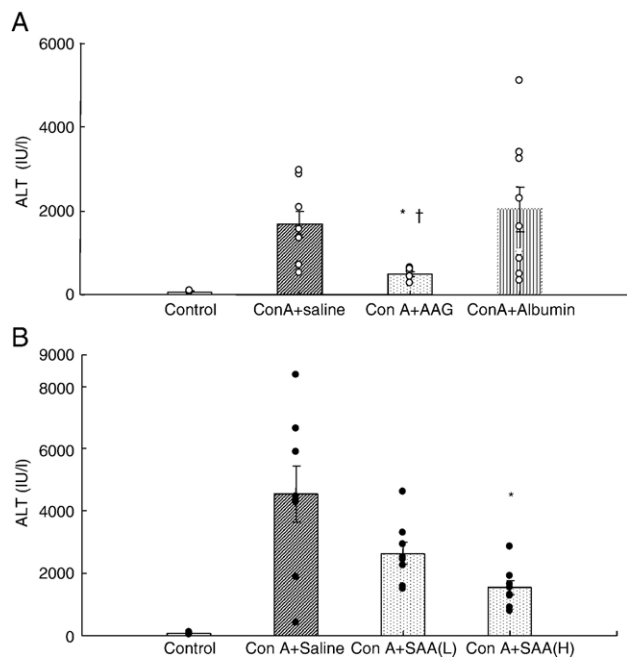 A
6000
4000
2000
0
ALT (IU/l)
* †
Control ConA+saline Con A+AAG ConA+Albumin
B
9000
8000
6000
4000
2000
0
ALT (IU/l)
*
Control Con A+Saline Con A+SAA(L) Con A+SAA(H)